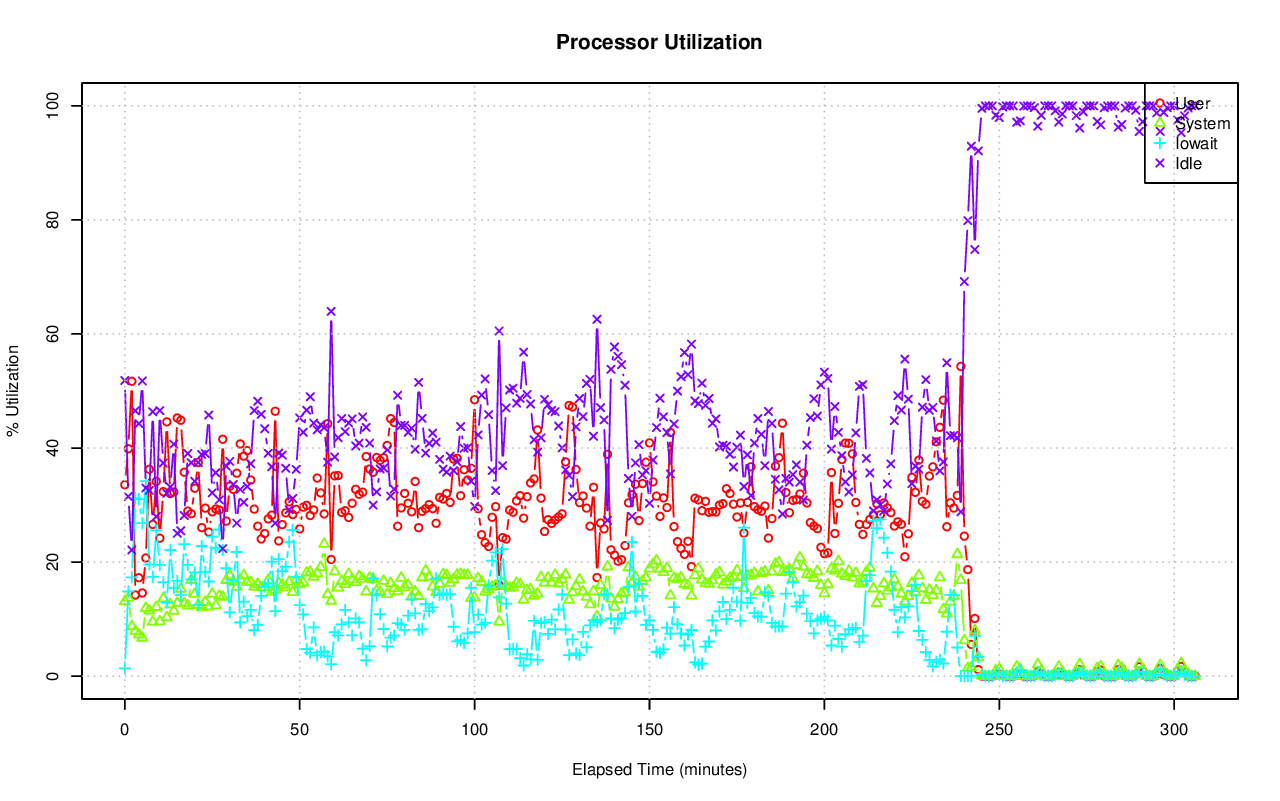 Processor Utilization
% Utilization
100
80
60
40
20
0
User
System
Iowait
Idle
0 50 100 150 200 250 300
Elapsed Time (minutes)